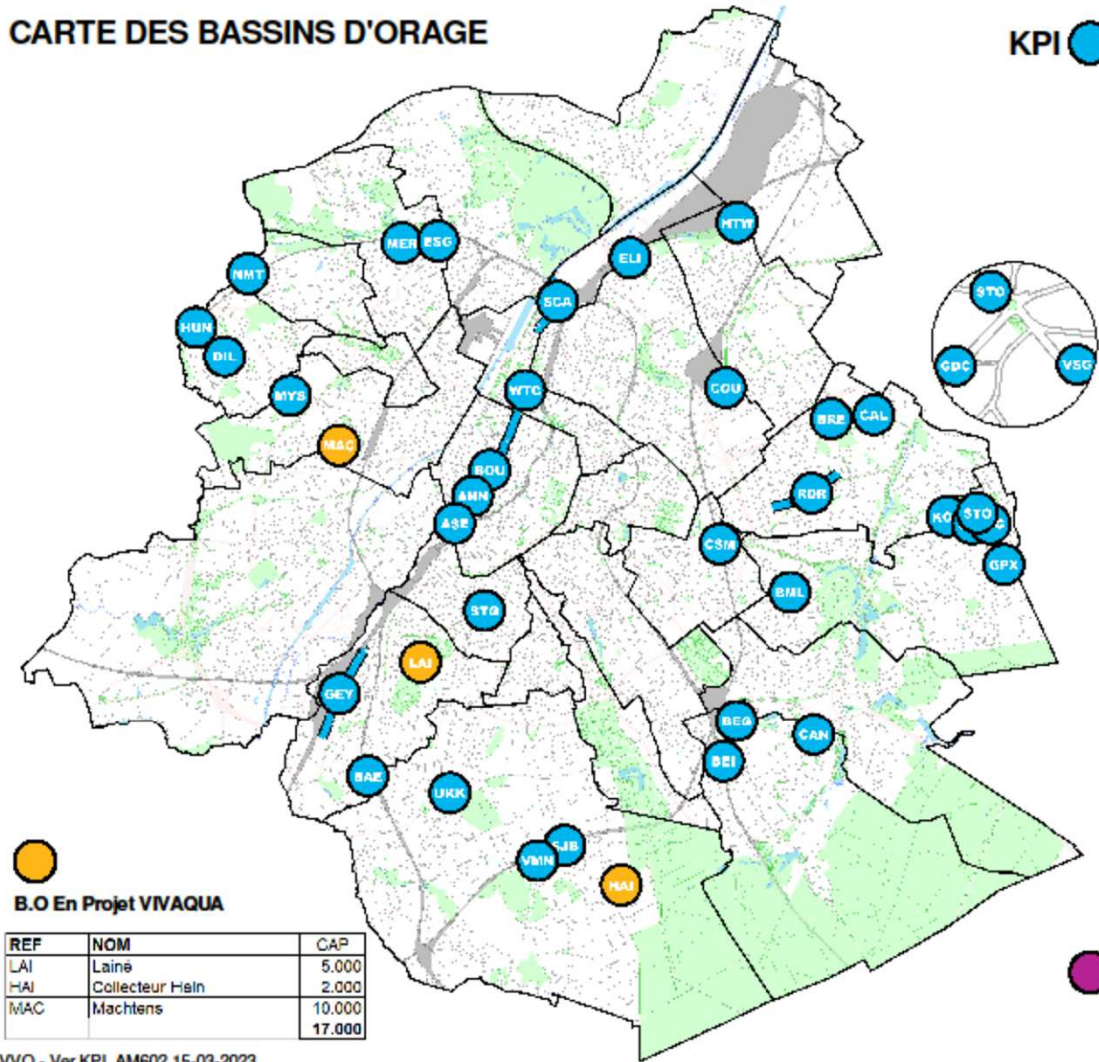 CARTE DES BASSINS D'ORAGE
KPI
MER
ESG
ELI
NMT
SCA
HUN
DIL
STO
GDC
VSG
MYS
WTC
COU
BRE
CAL
MAC
BOU
RDR
ANN
ASE
KO
STO
CSM
GPX
BML
STG
LAI
GEY
BEG
CAN
BEI
UKK
SJB
VMN
HAI
B.O En Projet VIVAQUA
REF NOM CAP
LAI Lainé 5.000
HAI Collecteur Hain 2.000
MAC Machtens 10.000
17.000